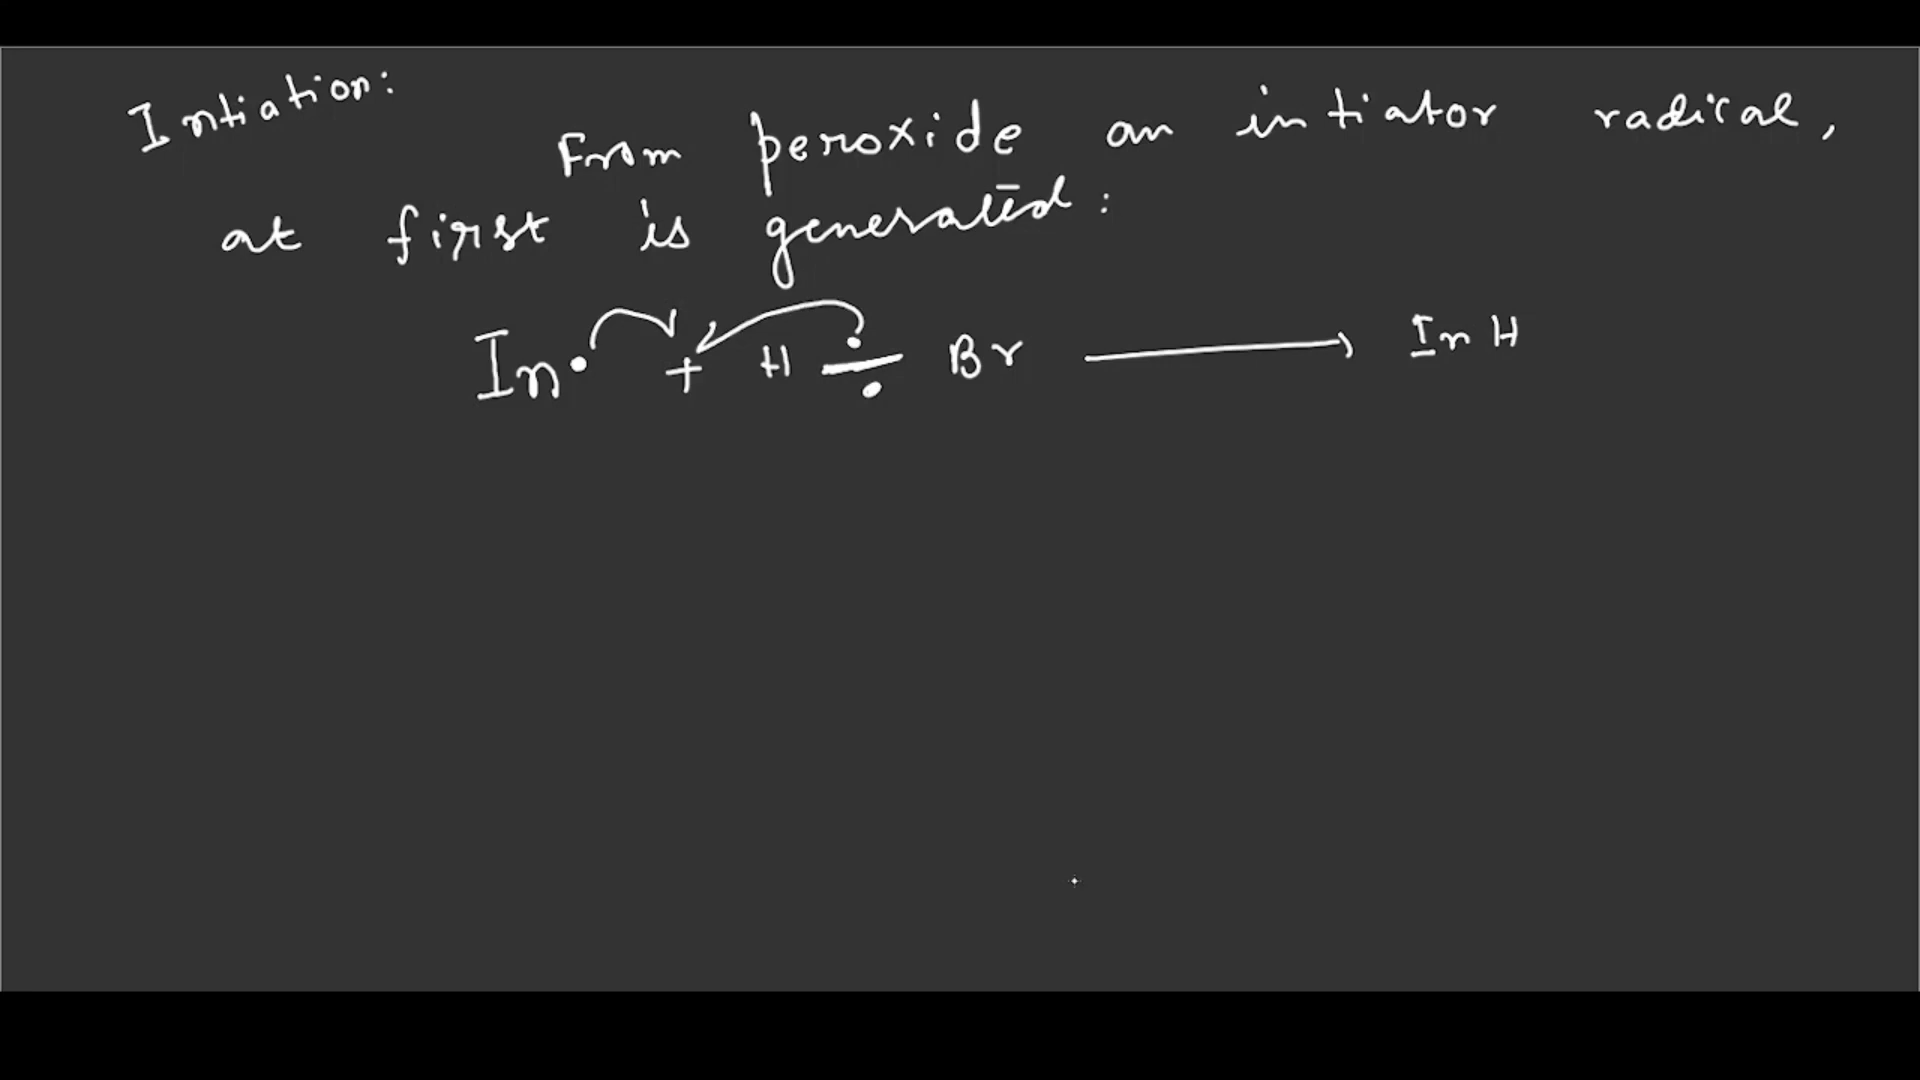 Intiation:
From peroxide an intiator radical,
at first is generated:
In• + H ÷ Br ⟶ InH